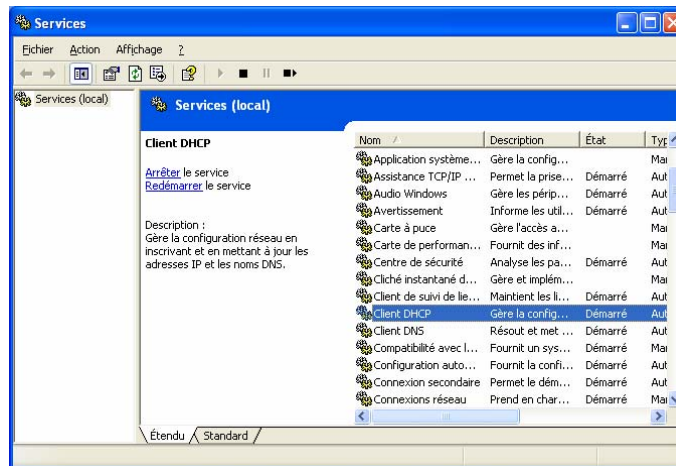 Services
Fichier Action Affichage ?
Services (local)
Services (local)
Client DHCP
Arrêter le service
Redémarrer le service
Description :
Gère la configuration réseau en
inscrivant et en mettant à jour les
adresses IP et les noms DNS.
Nom Description État Typ
Application système... Gère la config... Mar
Assistance TCP/IP ... Permet la prise... Démarré Aut
Audio Windows Gère les périp... Démarré Aut
Avertissement Informe les util... Démarré Aut
Carte à puce Gère l'accès a... Mar
Carte de performan... Fournit des inf... Mar
Centre de sécurité Analyse les pa... Démarré Aut
Cliché instantané d... Gère et implém... Mar
Client de suivi de lie... Maintient les li... Démarré Aut
Client DHCP Gère la config... Démarré Aut
Client DNS Résout et met ... Démarré Aut
Compatibilité avec l... Fournit un sys... Démarré Mar
Configuration auto... Fournit la confi... Démarré Aut
Connexion secondaire Permet le dém... Démarré Aut
Connexions réseau Prend en char... Démarré Mar
Étendu Standard